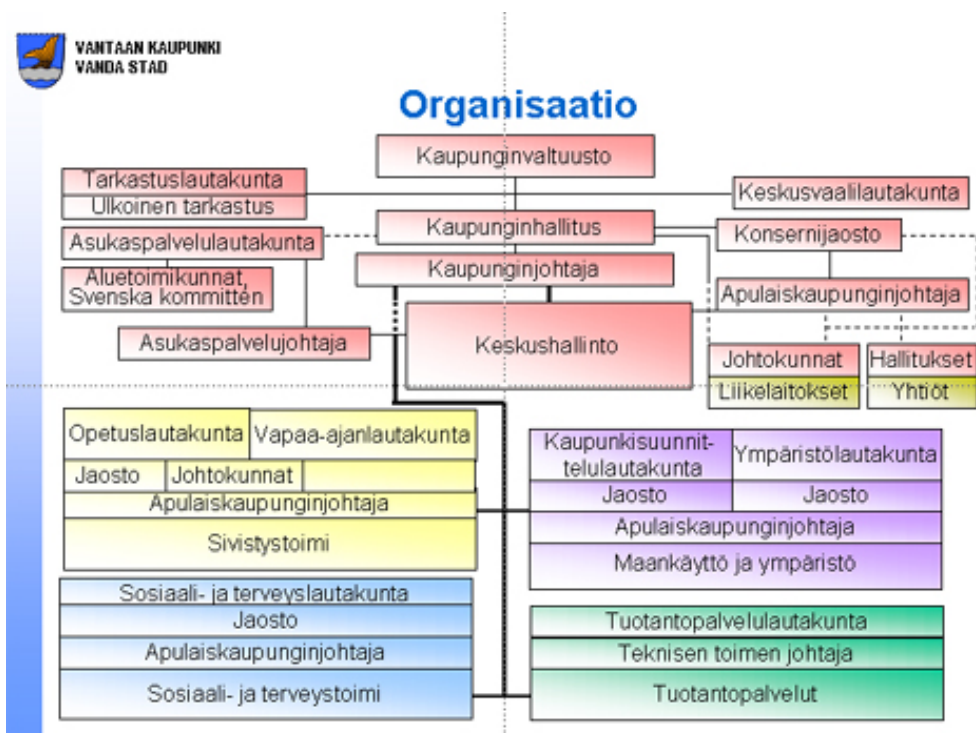 VANTAAN KAUPUNKI
VANDA STAD
Organisaatio
Kaupunginvaltuusto
Tarkastuslautakunta
Ulkoinen tarkastus
Keskusvaalilautakunta
Kaupunginhallitus
Asukaspalvelulautakunta
Konsernijaosto
Kaupunginjohtaja
Aluetoimikunnat,
Svenska kommittén
Apulaiskaupunginjohtaja
Asukaspalvelujohtaja
Keskushallinto
Johtokunnat
Liikelaitokset
Hallitukset
Yhtiöt
Opetuslautakunta
Vapaa-ajanlautakunta
Jaosto
Johtokunnat
Apulaiskaupunginjohtaja
Sivistystoimi
Kaupunkisuunnit-
telulautakunta
Ympäristölautakunta
Jaosto
Jaosto
Apulaiskaupunginjohtaja
Maankäyttö ja ympäristö
Sosiaali- ja terveyslautakunta
Jaosto
Apulaiskaupunginjohtaja
Sosiaali- ja terveystoimi
Tuotantopalvelulautakunta
Teknisen toimen johtaja
Tuotantopalvelut